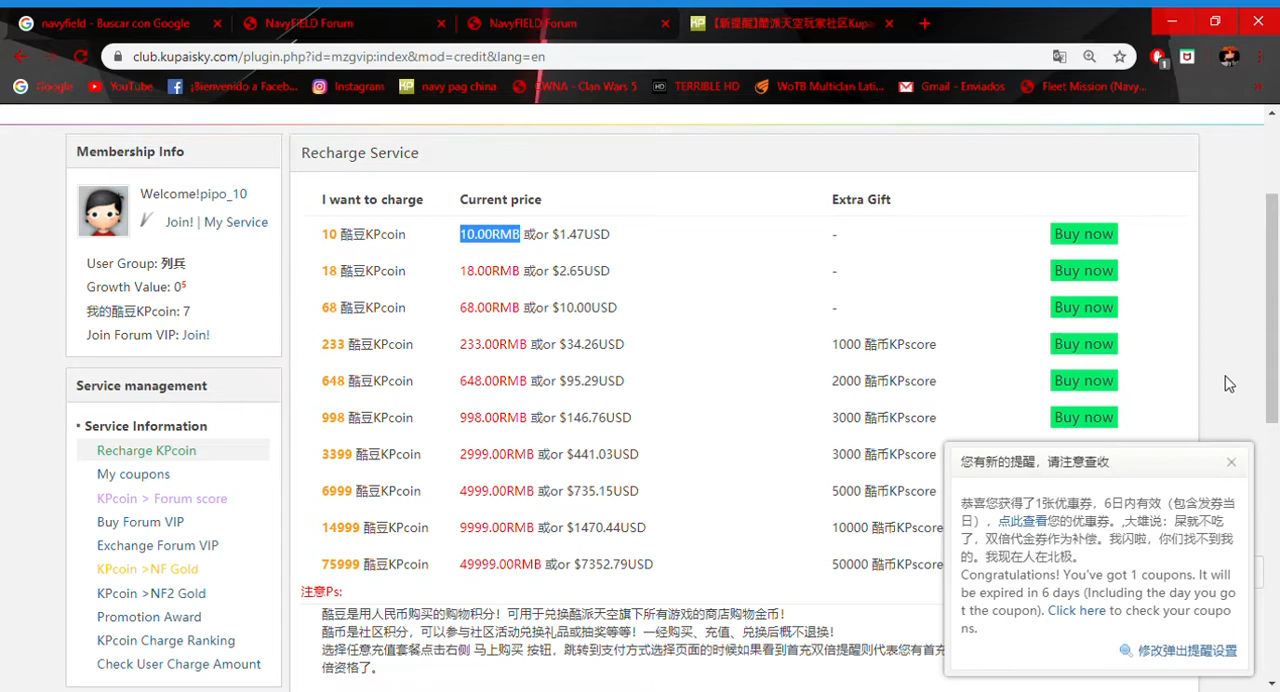 navyfield - Buscar con Google
NavyFIELD Forum
NavyFIELD Forum
【新提醒】酷派天空玩家社区Kupai
club.kupaisky.com/plugin.php?id=mzgvip:index&mod=credit&lang=en
1
Google
YouTube
¡Bienvenido a Faceb...
Instagram
navy pag china
CWNA - Clan Wars 5
TERRIBLE HD
WoTB Multiclan Lati...
Gmail - Enviados
Fleet Mission (Navy...
Membership Info
Welcome!pipo_10
Join! | My Service
User Group: 列兵
Growth Value: 0⁵
我的酷豆KPcoin: 7
Join Forum VIP: Join!
Service management
Service Information
Recharge KPcoin
My coupons
KPcoin > Forum score
Buy Forum VIP
Exchange Forum VIP
KPcoin >NF Gold
KPcoin >NF2 Gold
Promotion Award
KPcoin Charge Ranking
Check User Charge Amount
Recharge Service
I want to charge Current price Extra Gift
10 酷豆KPcoin 10.00RMB 或or $1.47USD - Buy now
18 酷豆KPcoin 18.00RMB 或or $2.65USD - Buy now
68 酷豆KPcoin 68.00RMB 或or $10.00USD - Buy now
233 酷豆KPcoin 233.00RMB 或or $34.26USD 1000 酷币KPscore Buy now
648 酷豆KPcoin 648.00RMB 或or $95.29USD 2000 酷币KPscore Buy now
998 酷豆KPcoin 998.00RMB 或or $146.76USD 3000 酷币KPscore Buy now
3399 酷豆KPcoin 2999.00RMB 或or $441.03USD 3000 酷币KPscore
6999 酷豆KPcoin 4999.00RMB 或or $735.15USD 5000 酷币KPscore
14999 酷豆KPcoin 9999.00RMB 或or $1470.44USD 10000 酷币KPscore
75999 酷豆KPcoin 49999.00RMB 或or $7352.79USD 50000 酷币KPscore
注意Ps:
酷豆是用人民币购买的购物积分！可用于兑换酷派天空旗下所有游戏的商店购物金币！
酷币是社区积分，可以参与社区活动兑换礼品或抽奖等等！一经购买、充值、兑换后概不退换！
选择任意充值套餐点击右侧 马上购买 按钮，跳转到支付方式选择页面的时候如果看到首充双倍提醒则代表您有首充
倍资格了。
您有新的提醒，请注意查收
恭喜您获得了1张优惠券，6日内有效（包含发券当
日），点此查看您的优惠券。,大雄说：屎就不吃
了，双倍代金券作为补偿。我闪啦，你们找不到我
的。我现在人在北极。
Congratulations! You've got 1 coupons. It will
be expired in 6 days (Including the day you go
t the coupon). Click here to check your coupo
ns.
修改弹出提醒设置